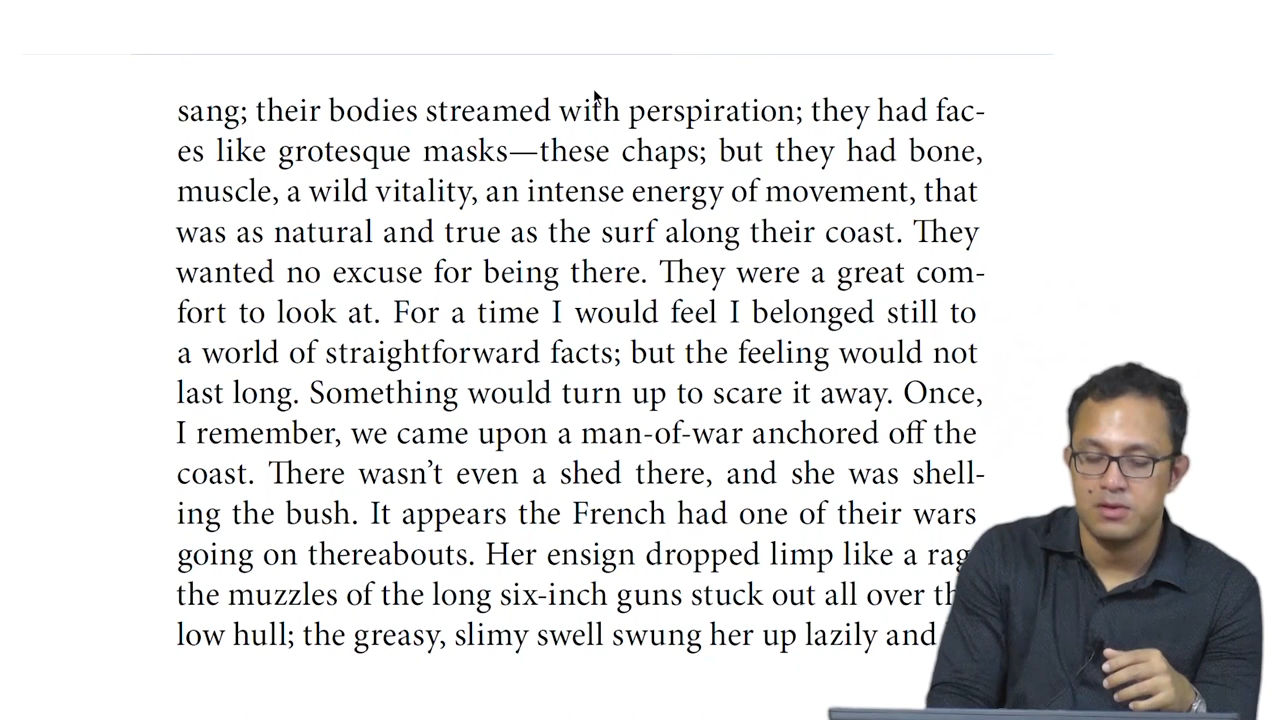 sang; their bodies streamed with perspiration; they had fac-
es like grotesque masks—these chaps; but they had bone,
muscle, a wild vitality, an intense energy of movement, that
was as natural and true as the surf along their coast. They
wanted no excuse for being there. They were a great com-
fort to look at. For a time I would feel I belonged still to
a world of straightforward facts; but the feeling would not
last long. Something would turn up to scare it away. Once,
I remember, we came upon a man-of-war anchored off the
coast. There wasn’t even a shed there, and she was shell-
ing the bush. It appears the French had one of their wars
going on thereabouts. Her ensign dropped limp like a rag
the muzzles of the long six-inch guns stuck out all over
low hull; the greasy, slimy swell swung her up lazily and